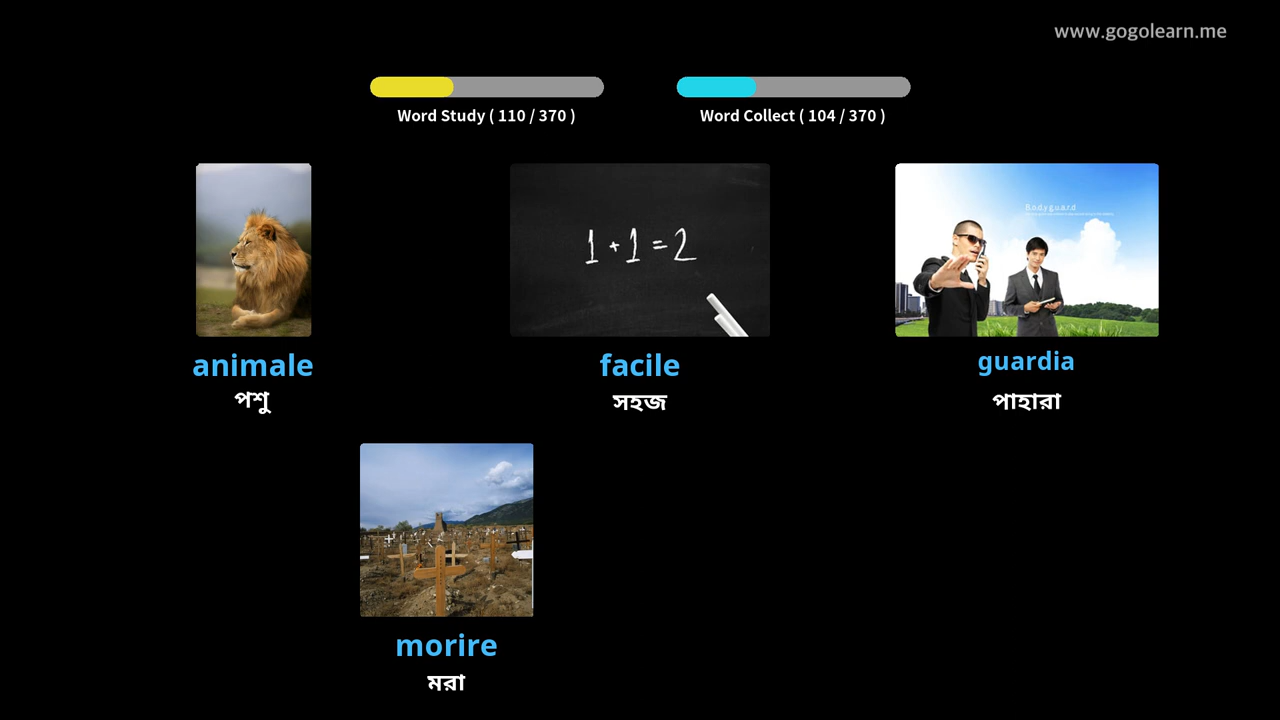 www.gogolearn.me
Word Study ( 110 / 370 )
Word Collect ( 104 / 370 )
1 + 1 = 2
Bodyguard
animale
facile
guardia
পশু
সহজ
পাহারা
morire
মরা